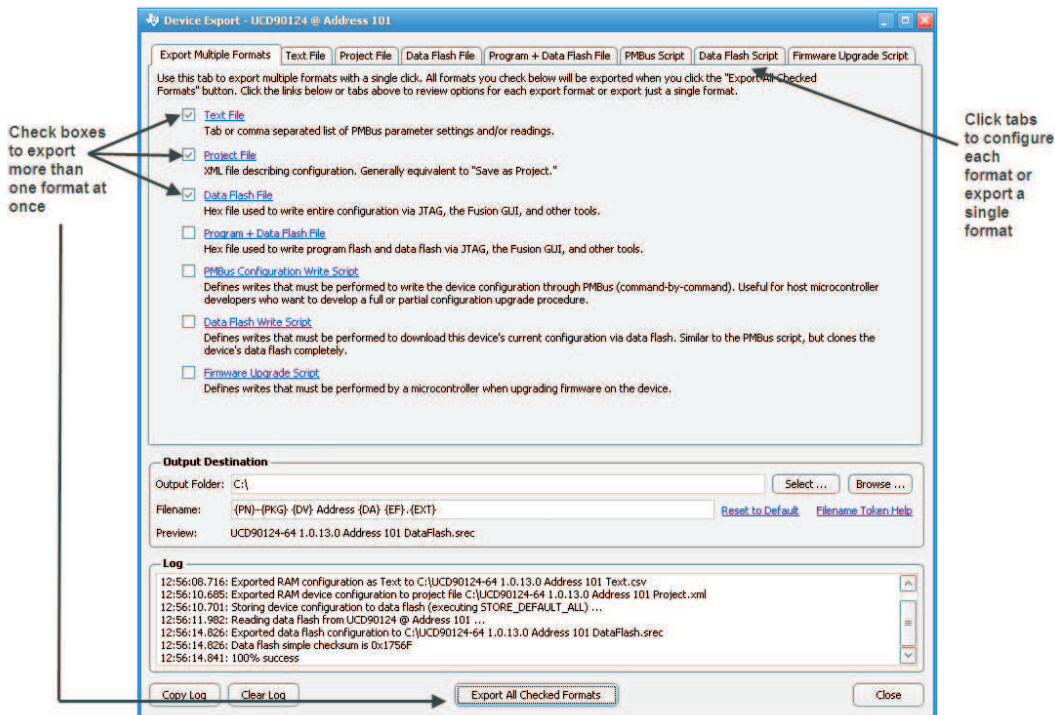 Device Export - UCD90124 @ Address 101
Export Multiple Formats
Text File
Project File
Data Flash File
Program + Data Flash File
PMBus Script
Data Flash Script
Firmware Upgrade Script
Use this tab to export multiple formats with a single click. All formats you check below will be exported when you click the "Export All Checked
Formats" button. Click the links below or tabs above to review options for each export format or export just a single format.
Check boxes
to export
more than
one format at
once
Click tabs
to configure
each
format or
export a
single
format
Text File
Tab or comma separated list of PMBus parameter settings and/or readings.
Project File
XML file describing configuration. Generally equivalent to "Save as Project."
Data Flash File
Hex file used to write entire configuration via JTAG, the Fusion GUI, and other tools.
Program + Data Flash File
Hex file used to write program flash and data flash via JTAG, the Fusion GUI, and other tools.
PMBus Configuration Write Script
Defines writes that must be performed to write the device configuration through PMBus (command-by-command). Useful for host microcontroller
developers who want to develop a full or partial configuration upgrade procedure.
Data Flash Write Script
Defines writes that must be performed to download this device's current configuration via data flash. Similar to the PMBus script, but clones the
device's data flash completely.
Firmware Upgrade Script
Defines writes that must be performed by a microcontroller when upgrading firmware on the device.
Output Destination
Output Folder: C:\ Select ... Browse ...
Filename: {PN}-{PKG} {DV} Address {DA} {EF}.{EXT} Reset to Default Filename Token Help
Preview: UCD90124-64 1.0.13.0 Address 101 DataFlash.srec
Log
12:56:08.716: Exported RAM configuration as Text to C:\UCD90124-64 1.0.13.0 Address 101 Text.csv
12:56:10.685: Exported RAM device configuration to project file C:\UCD90124-64 1.0.13.0 Address 101 Project.xml
12:56:10.701: Storing device configuration to data flash (executing STORE_DEFAULT_ALL) ...
12:56:11.982: Reading data flash from UCD90124 @ Address 101 ...
12:56:14.826: Exported data flash configuration to C:\UCD90124-64 1.0.13.0 Address 101 DataFlash.srec
12:56:14.826: Data flash simple checksum is 0x1756F
12:56:14.841: 100% success
Copy Log Clear Log Export All Checked Formats Close